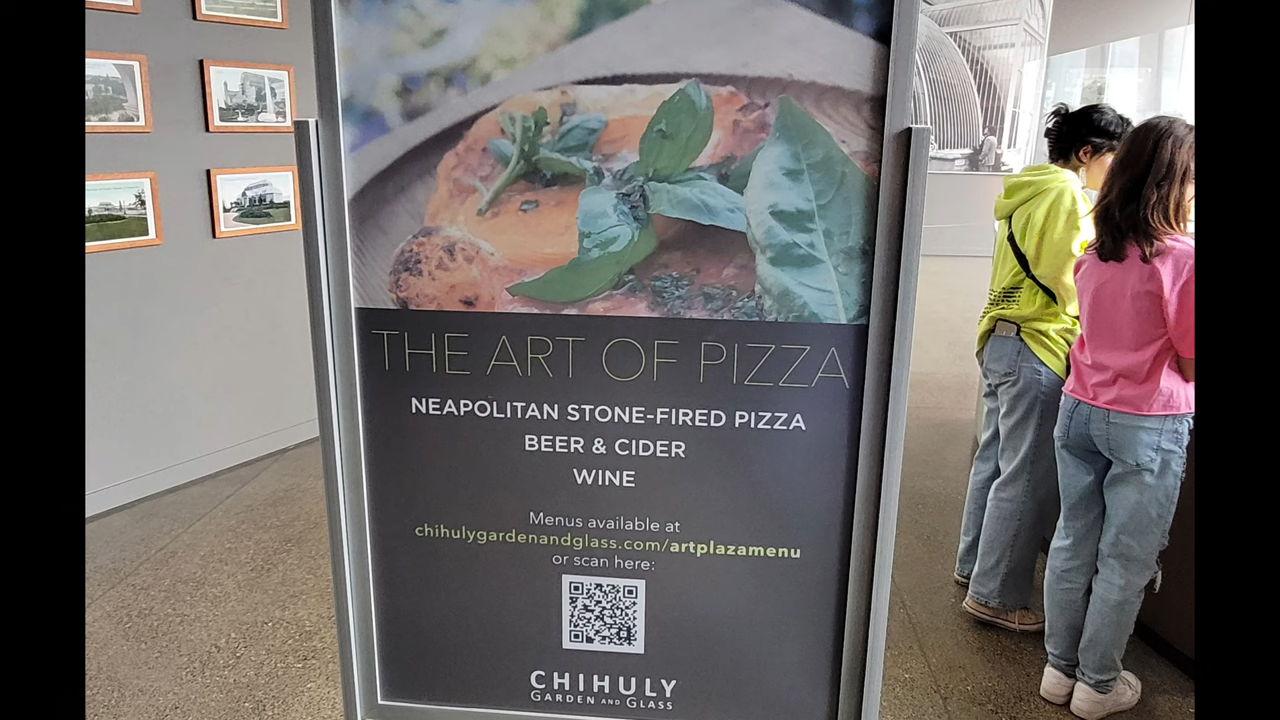 THE ART OF PIZZA
NEAPOLITAN STONE-FIRED PIZZA
BEER & CIDER
WINE
Menus available at
chihulygardenandglass.com/artplazamenu
or scan here:
CHIHULY
GARDEN AND GLASS